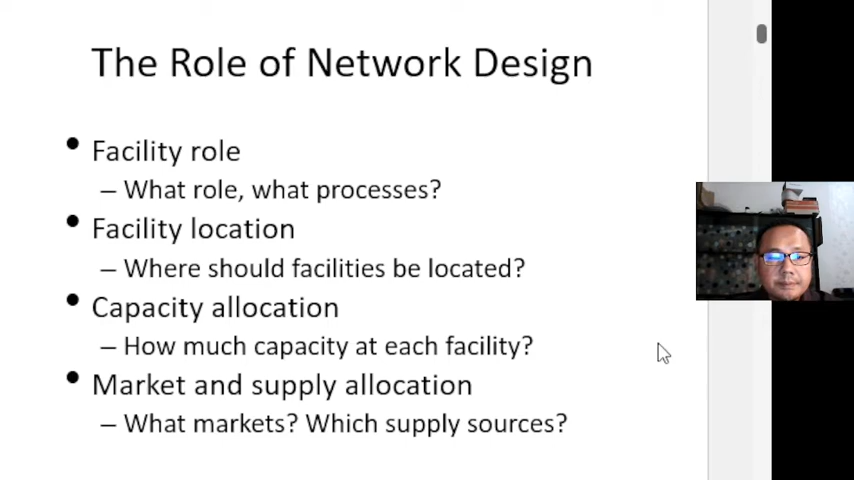 The Role of Network Design
• Facility role
– What role, what processes?
• Facility location
– Where should facilities be located?
• Capacity allocation
– How much capacity at each facility?
• Market and supply allocation
– What markets? Which supply sources?